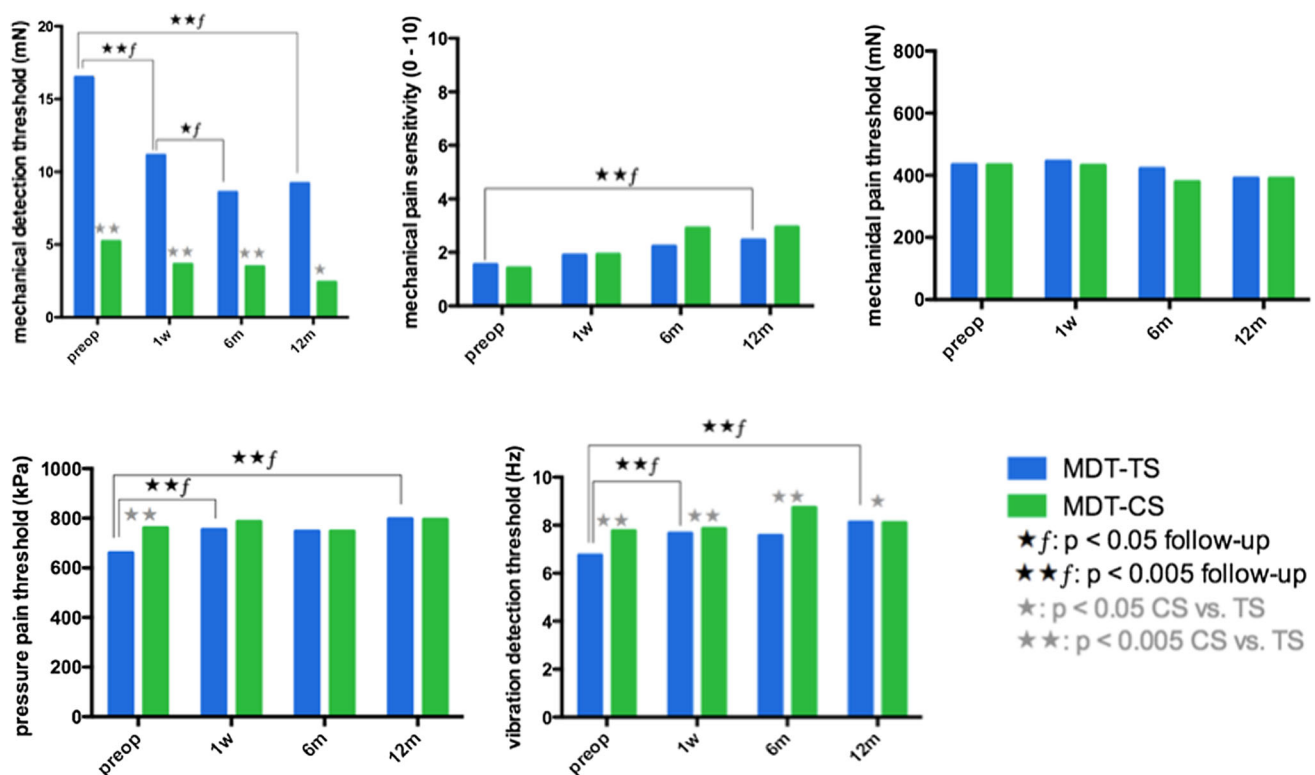 mechanical detection threshold (mN)
20
15
10
5
0
★★f
★★f
★f
★★
★★
★★
★
preop
1w
6m
12m
mechanical pain sensitivity (0 - 10)
10
8
6
4
2
0
★★f
preop
1w
6m
12m
mechanidal pain threshold (mN)
800
600
400
200
0
preop
1w
6m
12m
pressure pain threshold (kPa)
1000
800
600
400
200
0
★★f
★★f
★★
preop
1w
6m
12m
vibration detection threshold (Hz)
10
8
6
4
2
0
★★f
★★f
★★
★★
★★
★
preop
1w
6m
12m
MDT-TS
MDT-CS
★f: p < 0.05 follow-up
★★f: p < 0.005 follow-up
★: p < 0.05 CS vs. TS
★★: p < 0.005 CS vs. TS